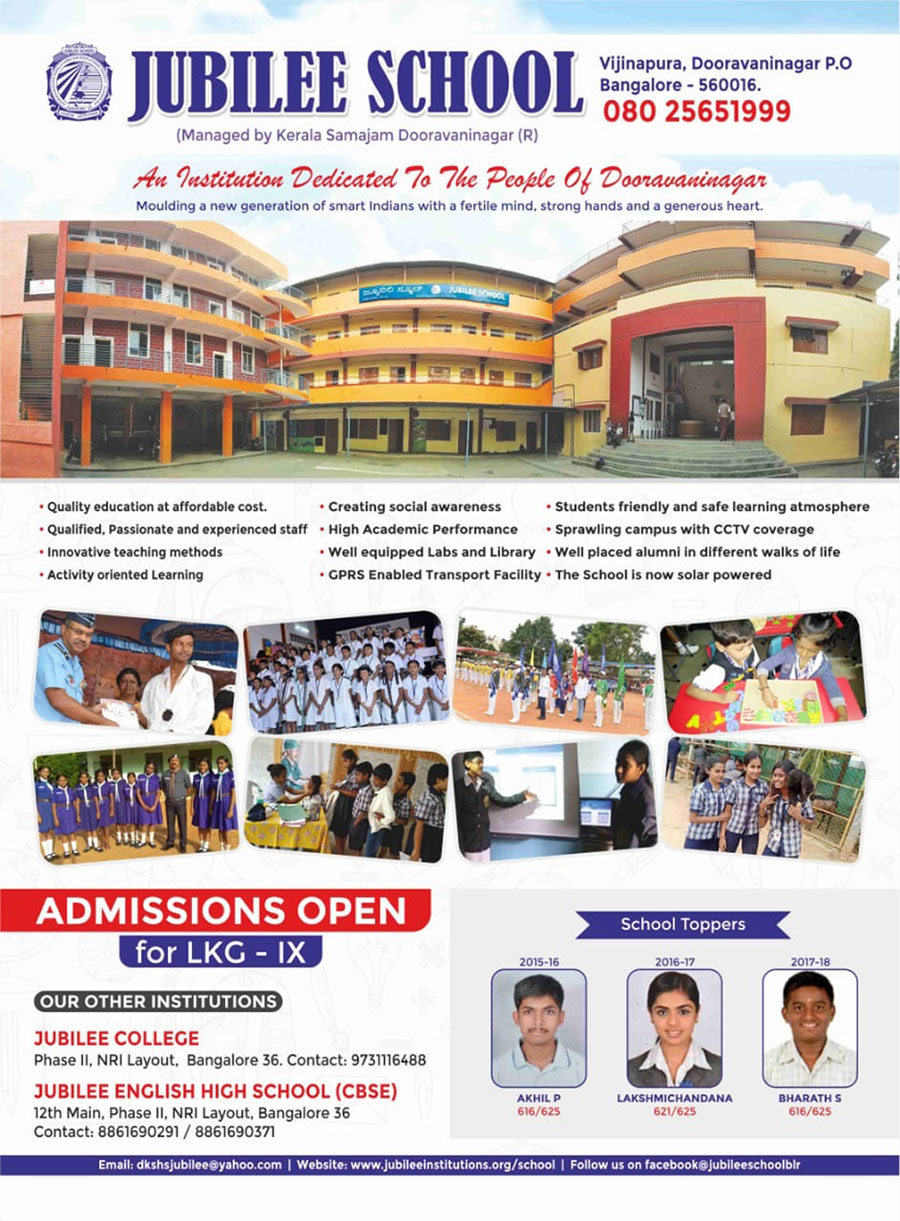 JUBILEE SCHOOL
(Managed by Kerala Samajam Dooravaninagar (R)
Vijinapura, Dooravaninagar P.O
Bangalore - 560016.
080 25651999
An Institution Dedicated To The People Of Dooravaninagar
Moulding a new generation of smart Indians with a fertile mind, strong hands and a generous heart.
ಜ್ಯೂಬಿಲಿ ಸ್ಕೂಲ್ JUBILEE SCHOOL
• Quality education at affordable cost.
• Qualified, Passionate and experienced staff
• Innovative teaching methods
• Activity oriented Learning
• Creating social awareness
• High Academic Performance
• Well equipped Labs and Library
• GPRS Enabled Transport Facility
• Students friendly and safe learning atmosphere
• Sprawling campus with CCTV coverage
• Well placed alumni in different walks of life
• The School is now solar powered
ADMISSIONS OPEN
for LKG - IX
OUR OTHER INSTITUTIONS
JUBILEE COLLEGE
Phase II, NRI Layout, Bangalore 36. Contact: 9731116488
JUBILEE ENGLISH HIGH SCHOOL (CBSE)
12th Main, Phase II, NRI Layout, Bangalore 36
Contact: 8861690291 / 8861690371
School Toppers
2015-16
AKHIL P
616/625
2016-17
LAKSHMICHANDANA
621/625
2017-18
BHARATH S
616/625
Email: dkshsjubilee@yahoo.com | Website: www.jubileeinstitutions.org/school | Follow us on facebook@jubileeschoolblr